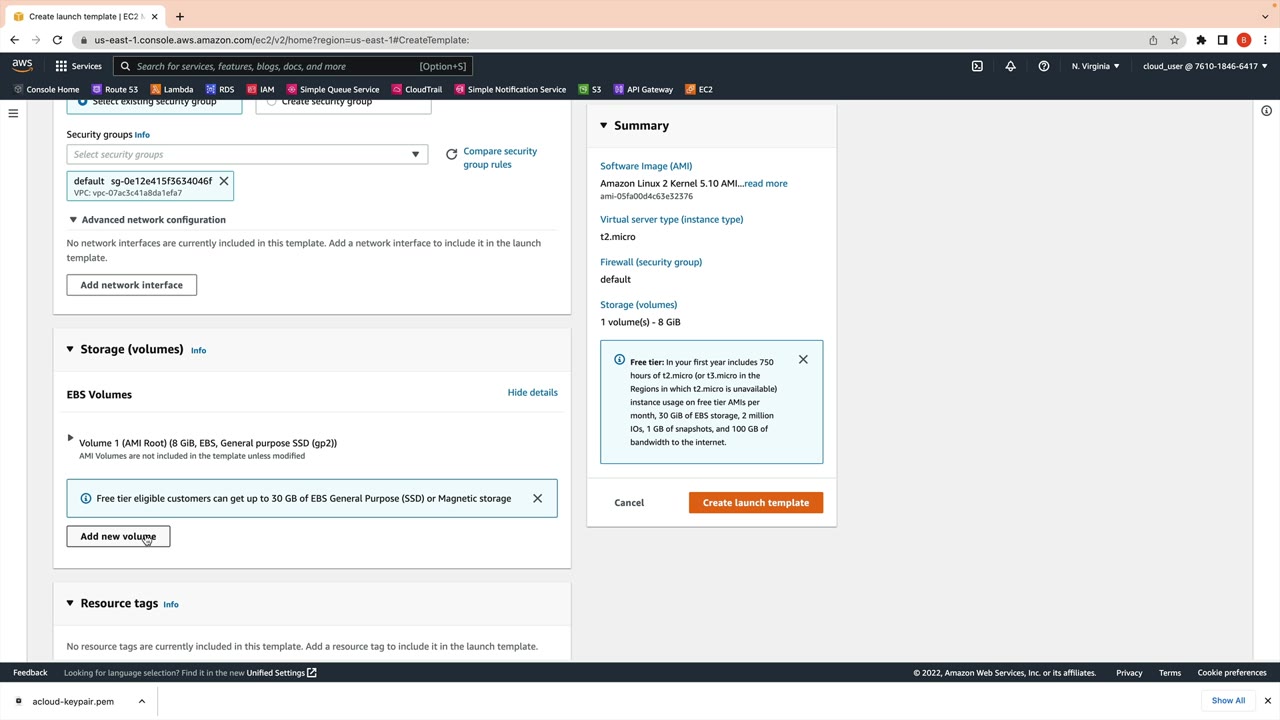 Create launch template | EC2 M
us-east-1.console.aws.amazon.com/ec2/v2/home?region=us-east-1#CreateTemplate:
B
aws
Services
Search for services, features, blogs, docs, and more
[Option+S]
N. Virginia
cloud_user @ 7610-1846-6417
Console Home
Route 53
Lambda
RDS
IAM
Simple Queue Service
CloudTrail
Simple Notification Service
S3
API Gateway
EC2
Select existing security group
Create security group
Security groups Info
Select security groups
Compare security
group rules
default sg-0e12e415f3634046f
VPC: vpc-07ac3c41a8da1efa7
Advanced network configuration
No network interfaces are currently included in this template. Add a network interface to include it in the launch
template.
Add network interface
Storage (volumes) Info
EBS Volumes
Hide details
Volume 1 (AMI Root) (8 GiB, EBS, General purpose SSD (gp2))
AMI Volumes are not included in the template unless modified
Free tier eligible customers can get up to 30 GB of EBS General Purpose (SSD) or Magnetic storage
Add new volume
Resource tags Info
No resource tags are currently included in this template. Add a resource tag to include it in the launch template.
Summary
Software Image (AMI)
Amazon Linux 2 Kernel 5.10 AMI...read more
ami-05fa00d4c63e32376
Virtual server type (instance type)
t2.micro
Firewall (security group)
default
Storage (volumes)
1 volume(s) - 8 GiB
Free tier: In your first year includes 750
hours of t2.micro (or t3.micro in the
Regions in which t2.micro is unavailable)
instance usage on free tier AMIs per
month, 30 GiB of EBS storage, 2 million
IOs, 1 GB of snapshots, and 100 GB of
bandwidth to the internet.
Cancel
Create launch template
Feedback
Looking for language selection? Find it in the new Unified Settings
© 2022, Amazon Web Services, Inc. or its affiliates.
Privacy
Terms
Cookie preferences
acloud-keypair.pem
Show All